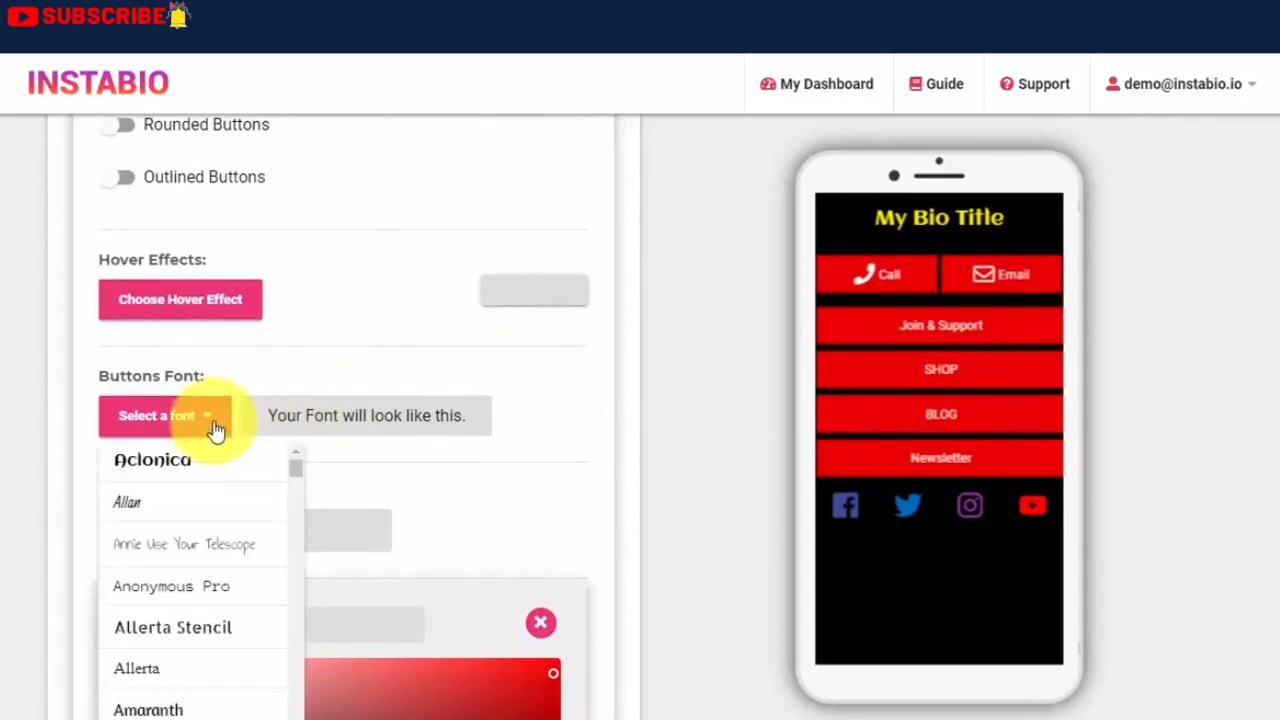 SUBSCRIBE
INSTABIO
My Dashboard
Guide
Support
demo@instabio.io
Rounded Buttons
Outlined Buttons
Hover Effects:
Choose Hover Effect
Buttons Font:
Select a font
Your Font will look like this.
Aclonica
Allan
Annie Use Your Telescope
Anonymous Pro
Allerta Stencil
Allerta
Amaranth
My Bio Title
Call
Email
Join & Support
SHOP
BLOG
Newsletter